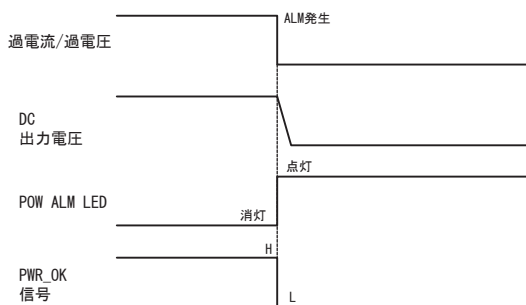 ALM発生
過電流/過電圧
DC
出力電圧
点灯
POW ALM LED
消灯
H
PWR_OK
信号
L